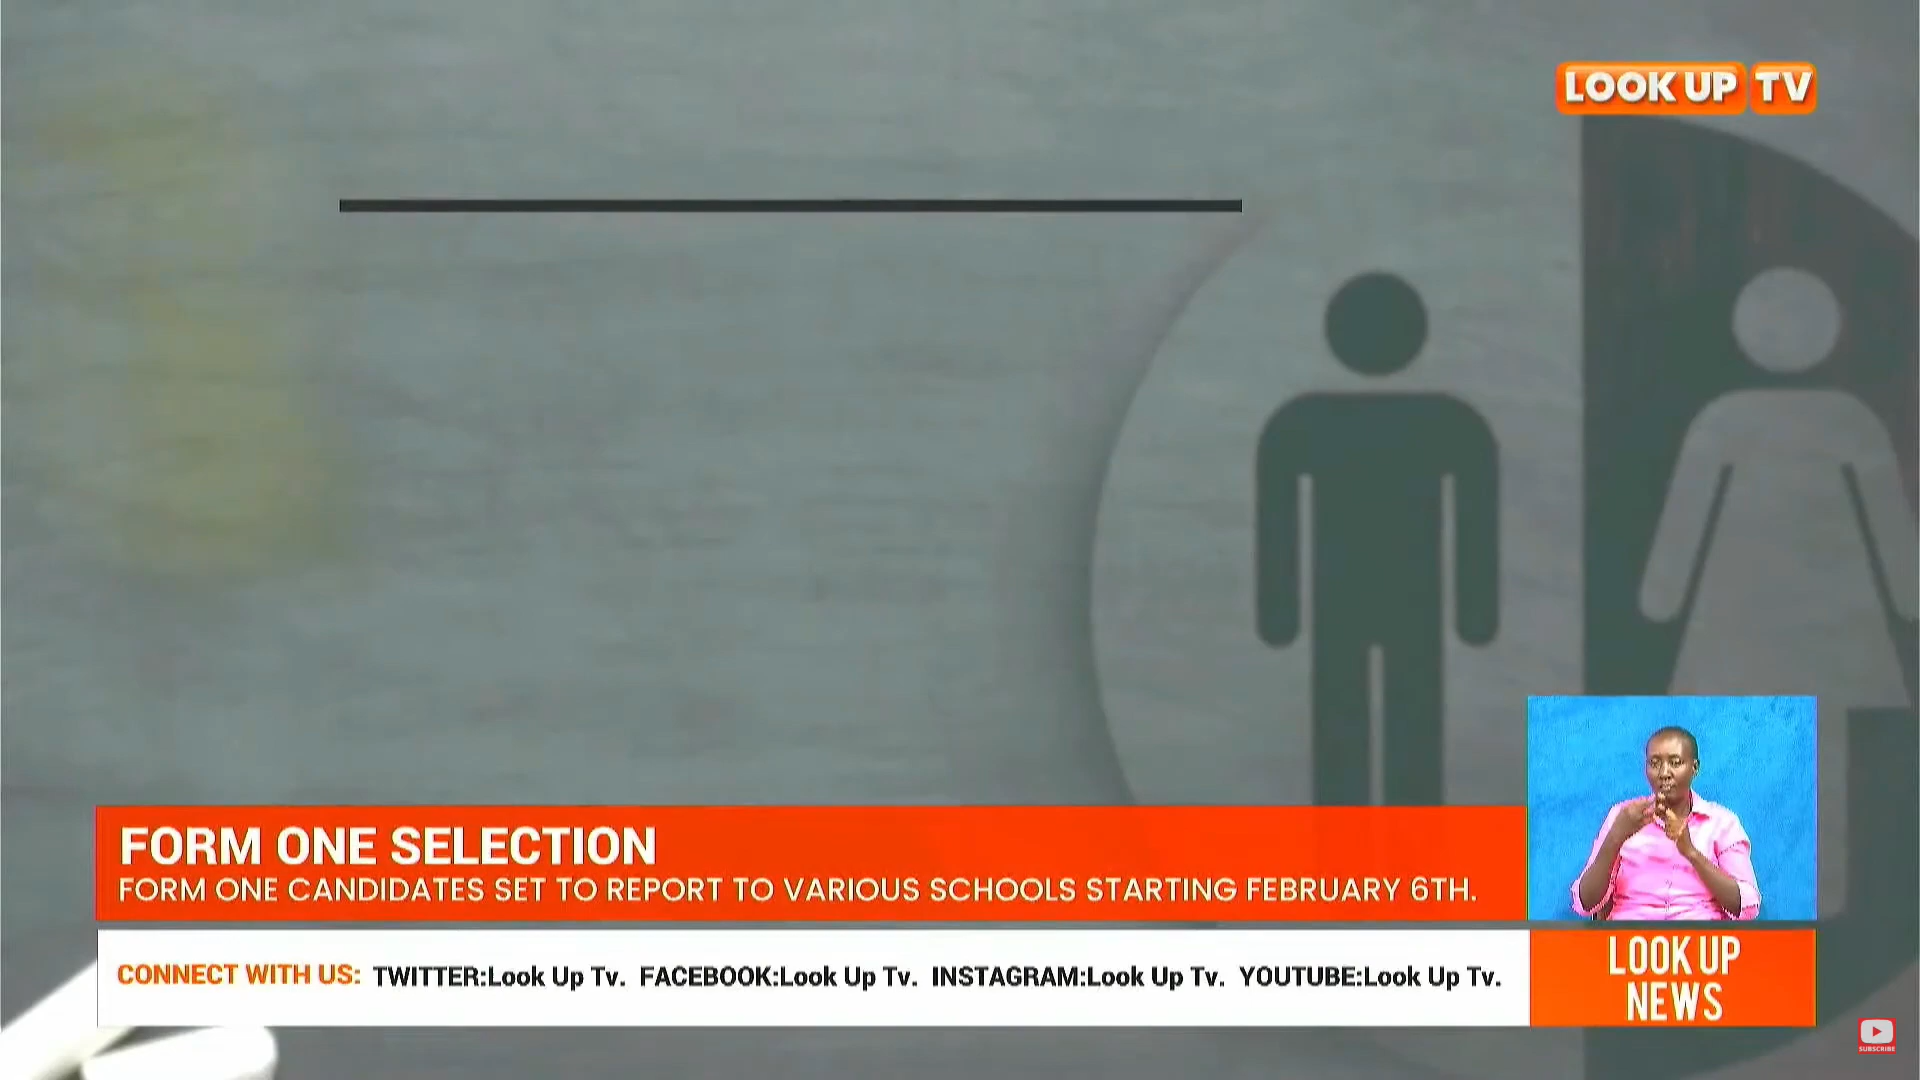 LOOK UP TV
FORM ONE SELECTION
FORM ONE CANDIDATES SET TO REPORT TO VARIOUS SCHOOLS STARTING FEBRUARY 6TH.
CONNECT WITH US: TWITTER:Look Up Tv. FACEBOOK:Look Up Tv. INSTAGRAM:Look Up Tv. YOUTUBE:Look Up Tv.
LOOK UP
NEWS
SUBSCRIBE